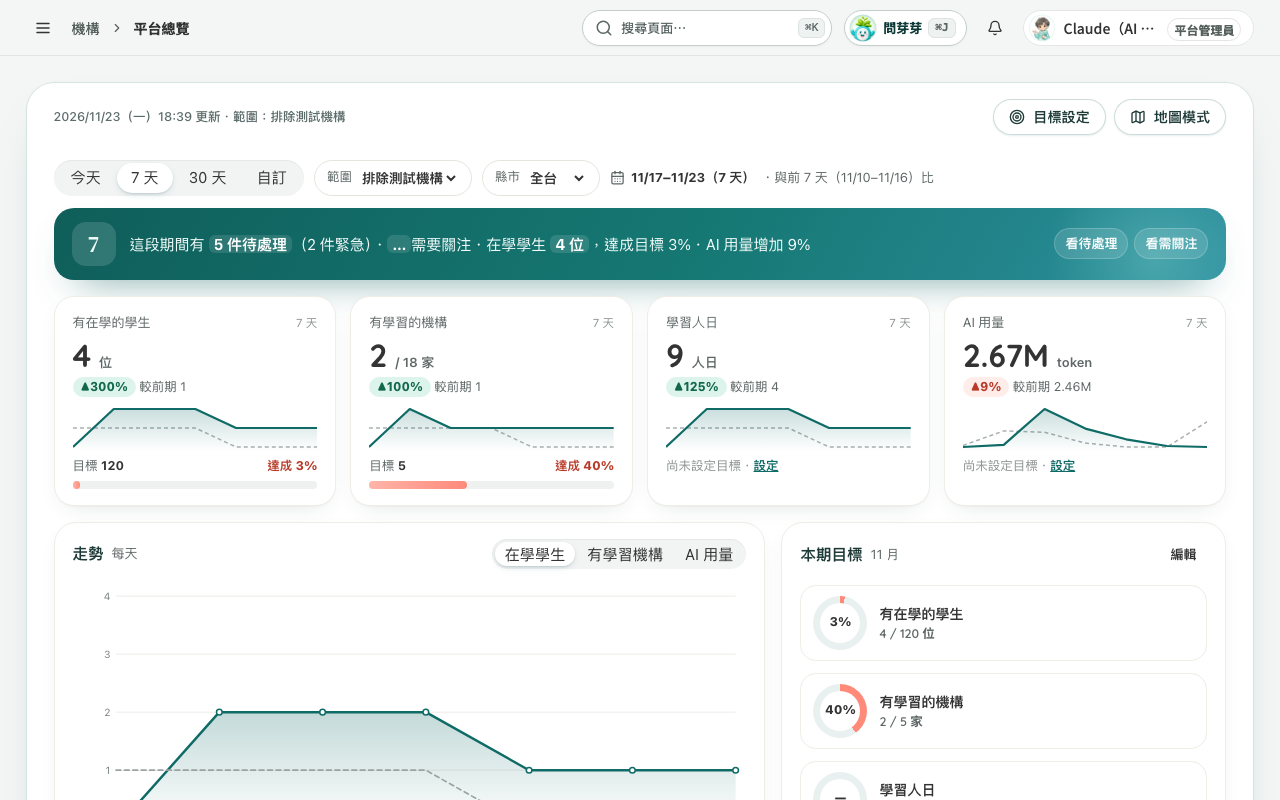 機構 > 平台總覽
搜尋頁面… ⌘K
問芽芽 ⌘J
Claude（AI … 平台管理員
2026/11/23（一）18:39 更新 · 範圍：排除測試機構
目標設定
地圖模式
今天 7 天 30 天 自訂
範圍 排除測試機構
縣市 全台
11/17–11/23（7 天） · 與前 7 天（11/10–11/16）比
7 這段期間有 5 件待處理（2 件緊急）· … 需要關注 · 在學學生 4 位，達成目標 3% · AI 用量增加 9%
看待處理 看需關注
有在學的學生 7 天
4 位
▲300% 較前期 1
目標 120 達成 3%
有學習的機構 7 天
2 / 18 家
▲100% 較前期 1
目標 5 達成 40%
學習人日 7 天
9 人日
▲125% 較前期 4
尚未設定目標 · 設定
AI 用量 7 天
2.67M token
▲9% 較前期 2.46M
尚未設定目標 · 設定
走勢 每天
在學學生 有學習機構 AI 用量
4
3
2
1
本期目標 11 月 編輯
3% 有在學的學生
4 / 120 位
40% 有學習的機構
2 / 5 家
– 學習人日